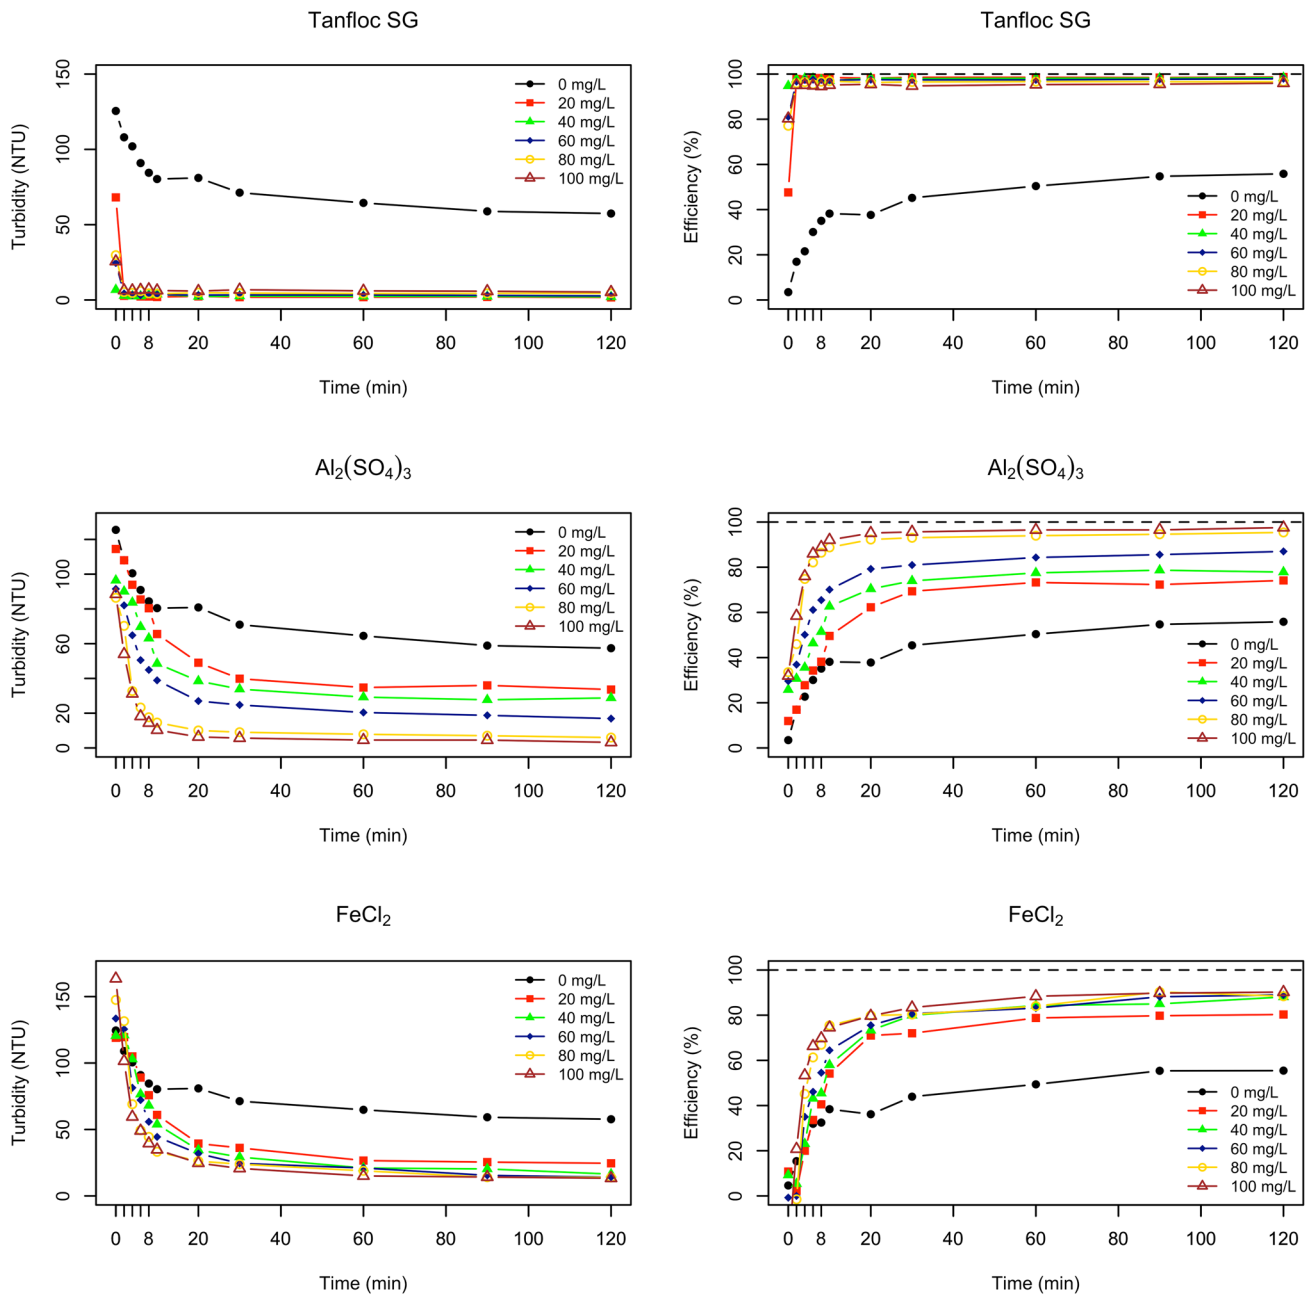 Tanfloc SG
Turbidity (NTU)
150
100
50
0
0 8 20 40 60 80 100 120
Time (min)
0 mg/L
20 mg/L
40 mg/L
60 mg/L
80 mg/L
100 mg/L
Tanfloc SG
Efficiency (%)
100
80
60
40
20
0
0 8 20 40 60 80 100 120
Time (min)
0 mg/L
20 mg/L
40 mg/L
60 mg/L
80 mg/L
100 mg/L
Al₂(SO₄)₃
Turbidity (NTU)
100
60
20
0
0 8 20 40 60 80 100 120
Time (min)
0 mg/L
20 mg/L
40 mg/L
60 mg/L
80 mg/L
100 mg/L
Al₂(SO₄)₃
Efficiency (%)
100
80
60
40
20
0
0 8 20 40 60 80 100 120
Time (min)
0 mg/L
20 mg/L
40 mg/L
60 mg/L
80 mg/L
100 mg/L
FeCl₂
Turbidity (NTU)
150
100
50
0
0 8 20 40 60 80 100 120
Time (min)
0 mg/L
20 mg/L
40 mg/L
60 mg/L
80 mg/L
100 mg/L
FeCl₂
Efficiency (%)
100
80
60
40
20
0
0 8 20 40 60 80 100 120
Time (min)
0 mg/L
20 mg/L
40 mg/L
60 mg/L
80 mg/L
100 mg/L